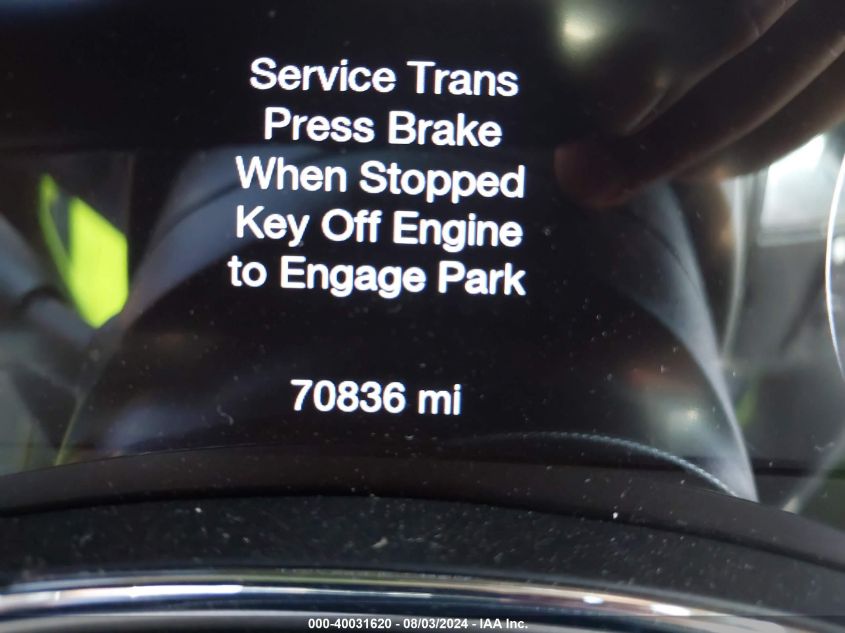 Service Trans
Press Brake
When Stopped
Key Off Engine
to Engage Park
70836 mi
000-40031620 - 08/03/2024 - IAA Inc.